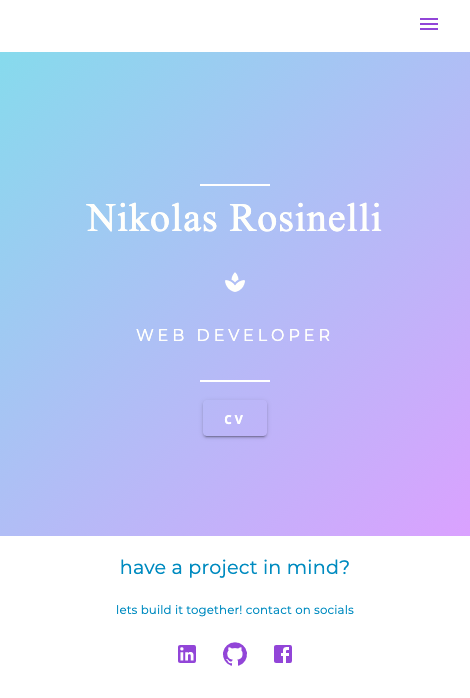 Nikolas Rosinelli
WEB DEVELOPER
CV
have a project in mind?
lets build it together! contact on socials